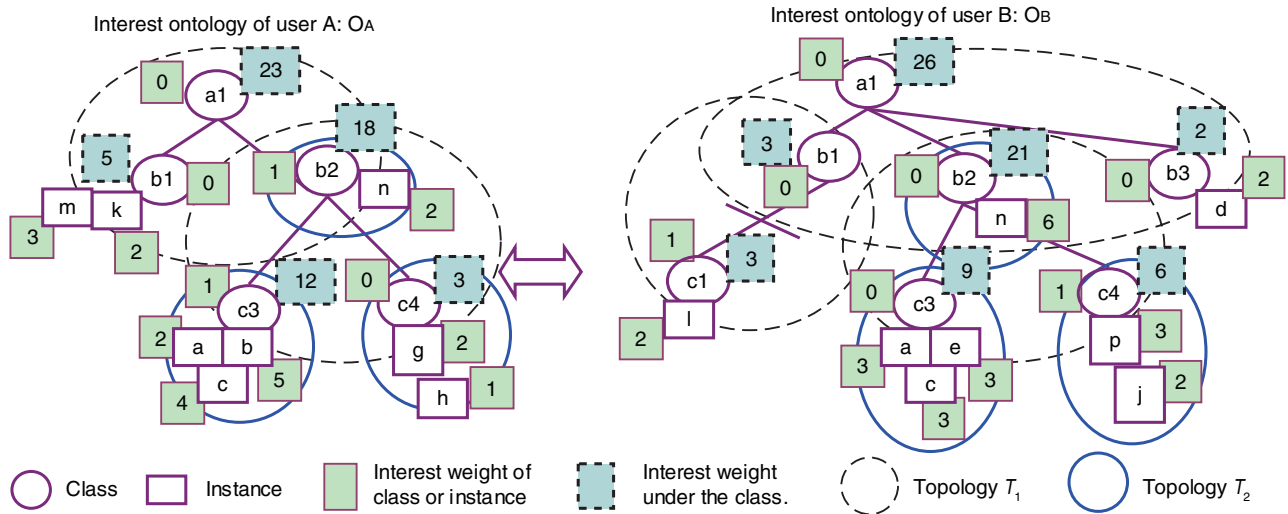 Interest ontology of user A: OA
Interest ontology of user B: OB
0
a1
23
5
b1
0
m
k
3
2
18
1
b2
n
2
1
12
c3
2
a
b
c
4
5
0
3
c4
g
2
h
1
0
a1
26
3
b1
0
1
c1
3
l
2
21
0
b2
n
6
2
0
b3
2
d
9
0
c3
a
e
c
3
3
3
6
1
c4
p
3
j
2
Class
Instance
Interest weight of
class or instance
Interest weight
under the class.
Topology T1
Topology T2